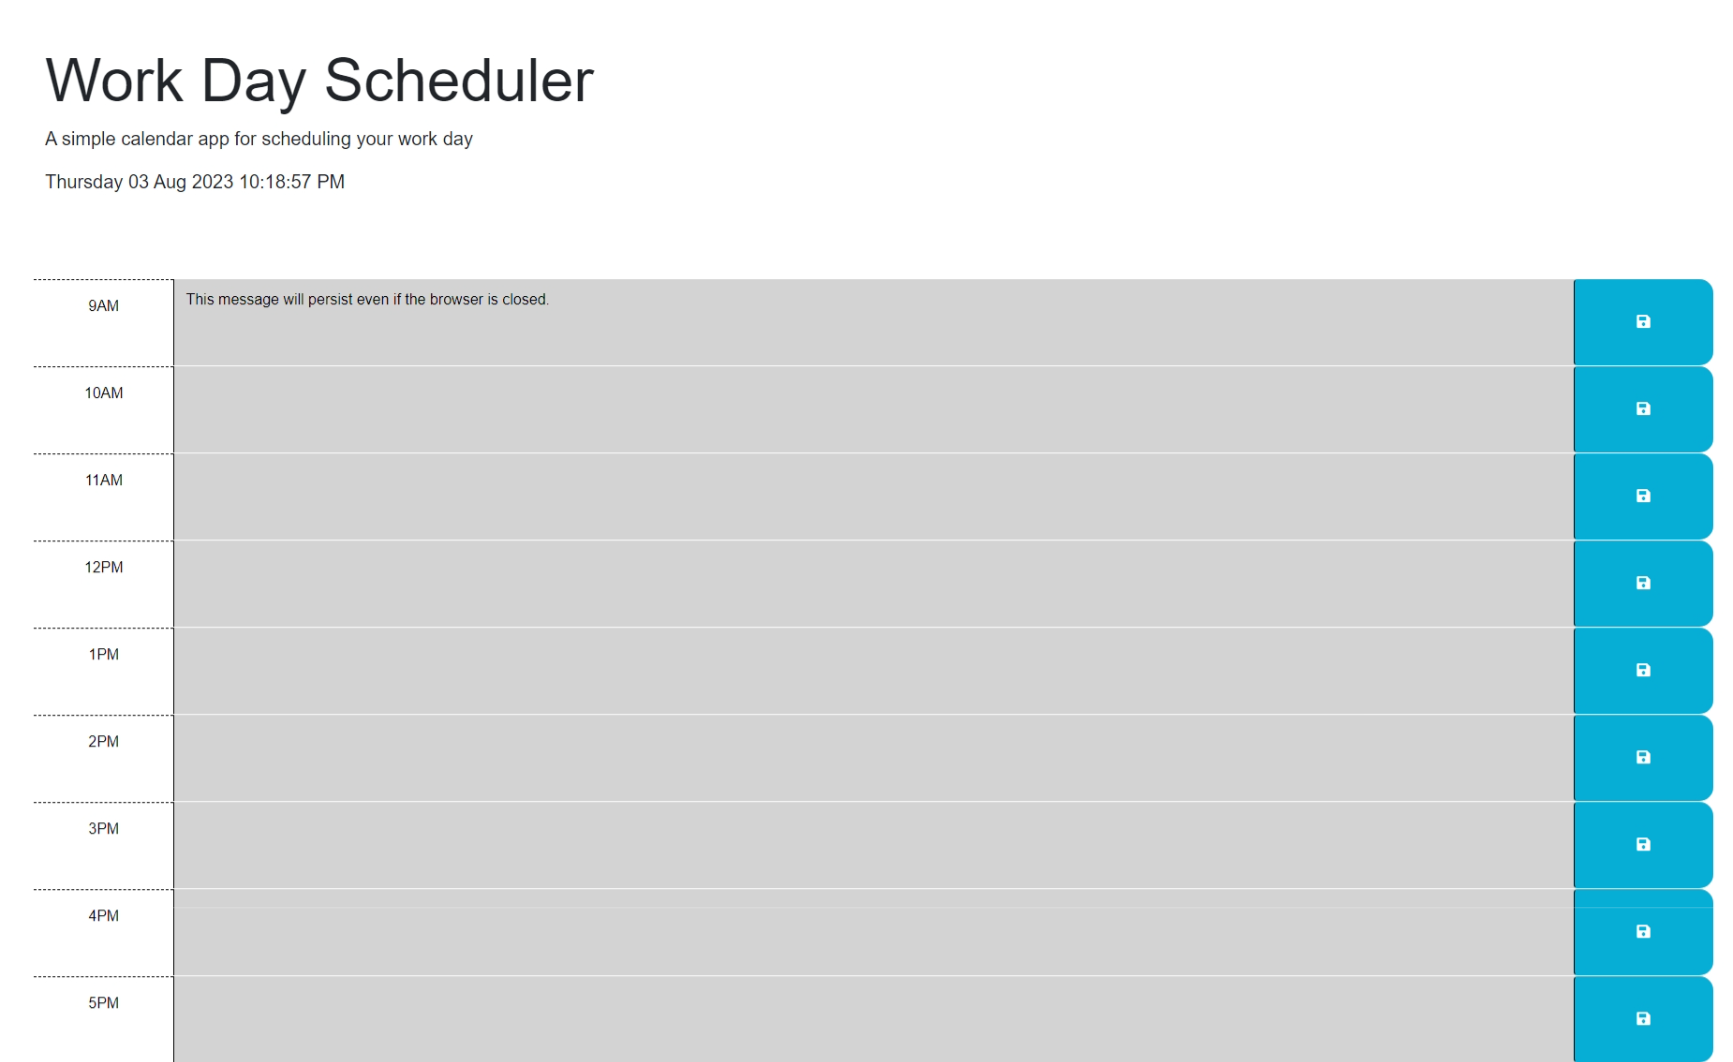 Work Day Scheduler
A simple calendar app for scheduling your work day
Thursday 03 Aug 2023 10:18:57 PM
9AM
This message will persist even if the browser is closed.
10AM
11AM
12PM
1PM
2PM
3PM
4PM
5PM